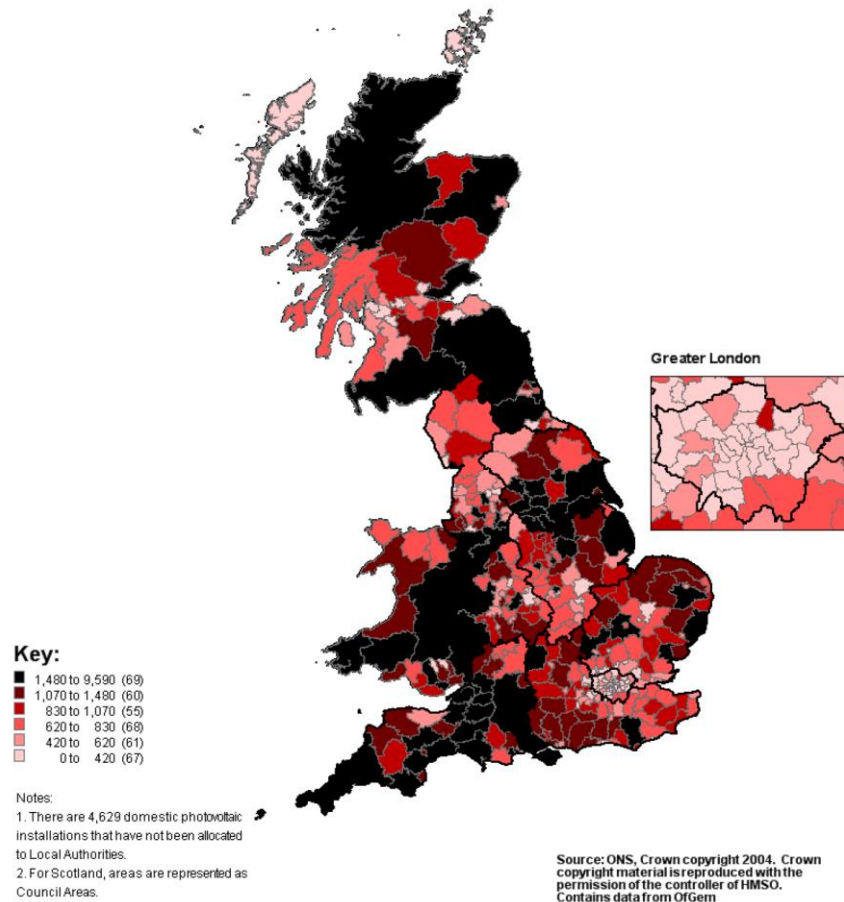 Greater London
Key:
1,480 to 9,590 (69)
1,070 to 1,480 (60)
830 to 1,070 (55)
620 to 830 (68)
420 to 620 (61)
0 to 420 (67)
Notes:
1. There are 4,629 domestic photovoltaic
installations that have not been allocated
to Local Authorities.
2. For Scotland, areas are represented as
Council Areas.
Source: ONS, Crown copyright 2004. Crown
copyright material is reproduced with the
permission of the controller of HMSO.
Contains data from OfGem